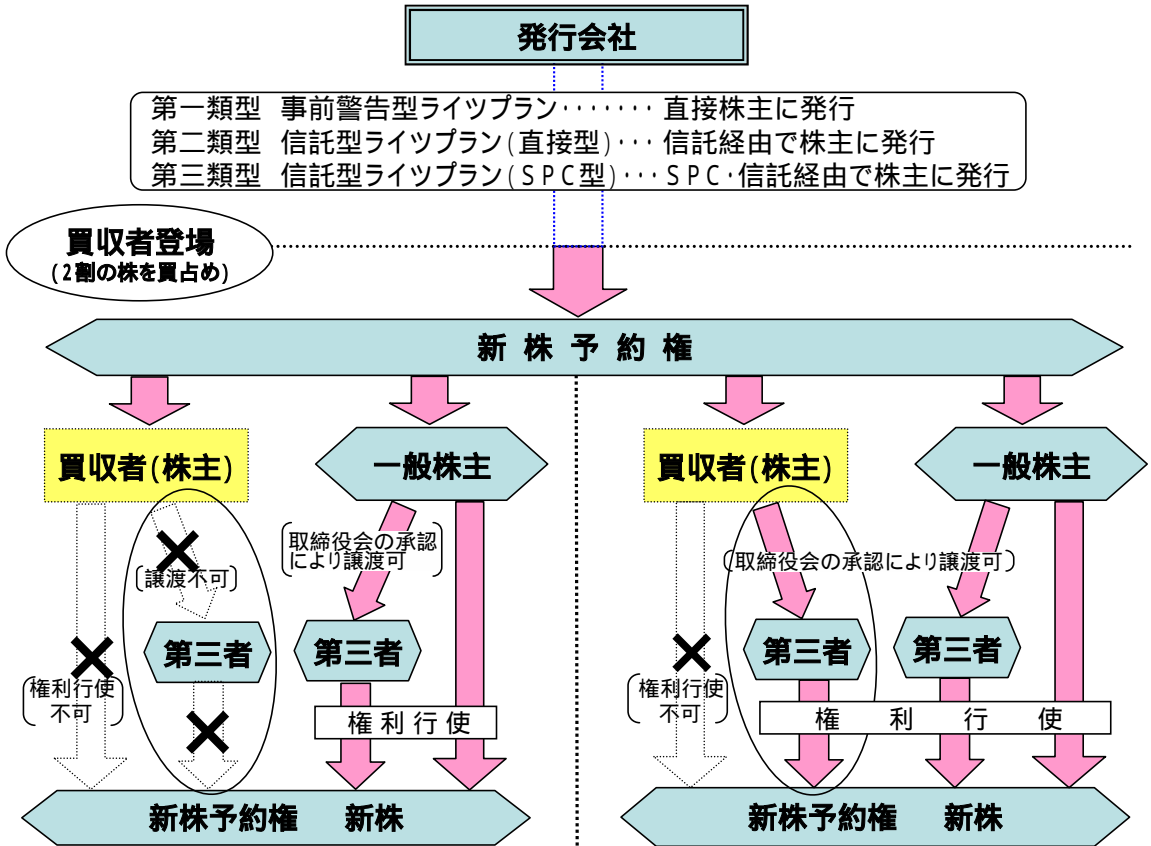 発行会社
第一類型 事前警告型ライツプラン‥‥‥‥ 直接株主に発行
第二類型 信託型ライツプラン(直接型)‥‥ 信託経由で株主に発行
第三類型 信託型ライツプラン(SPC型)‥‥ SPC・信託経由で株主に発行
買収者登場
(2割の株を買占め)
新株予約権
買収者(株主)
一般株主
買収者(株主)
一般株主
取締役会の承認
により譲渡可
譲渡不可
取締役会の承認により譲渡可
第三者
第三者
第三者
第三者
権利行使
不可
権利行使
権利行使
不可
権利行使
新株予約権 新株
新株予約権 新株